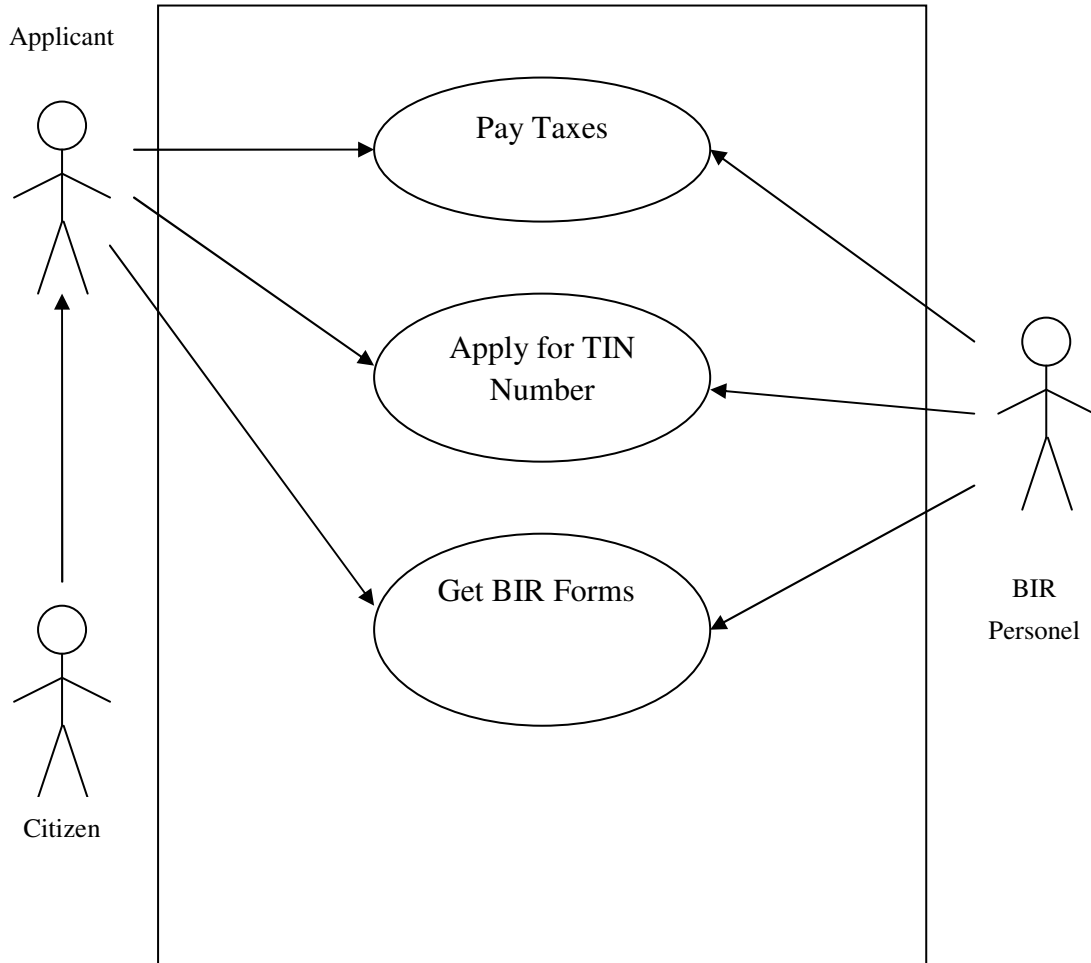 Applicant
Pay Taxes
Apply for TIN
Number
Get BIR Forms
BIR
Personel
Citizen